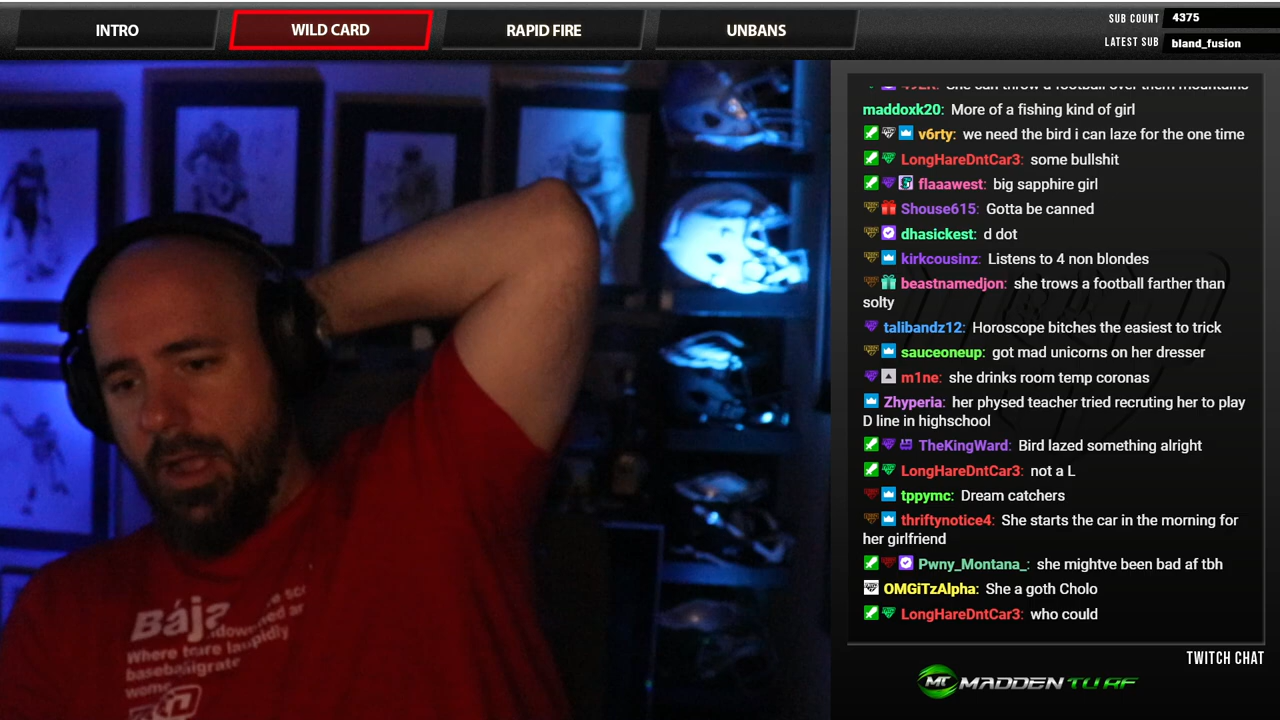 INTRO
WILD CARD
RAPID FIRE
UNBANS
SUB COUNT 4375
LATEST SUB bland_fusion
maddoxk20: More of a fishing kind of girl
v6rty: we need the bird i can laze for the one time
LongHareDntCar3: some bullshit
flaaawest: big sapphire girl
Shouse615: Gotta be canned
dhasickest: d dot
kirkcousinz: Listens to 4 non blondes
beastnamedjon: she trows a football farther than
solty
talibandz12: Horoscope bitches the easiest to trick
sauceoneup: got mad unicorns on her dresser
m1ne: she drinks room temp coronas
Zhyperia: her physed teacher tried recruting her to play
D line in highschool
TheKingWard: Bird lazed something alright
LongHareDntCar3: not a L
tppymc: Dream catchers
thriftynotice4: She starts the car in the morning for
her girlfriend
Pwny_Montana_: she mightve been bad af tbh
OMGiTzAlpha: She a goth Cholo
LongHareDntCar3: who could
TWITCH CHAT
MT MADDEN TURF